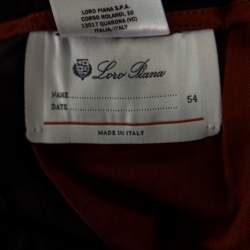 LORO PIANA S.P.A.
CORSO ROLANDI, 10
13017 QUARONA (VC)
ITALIA/ITALY
Loro Piana
NAME
DATE
54
MADE IN ITALY